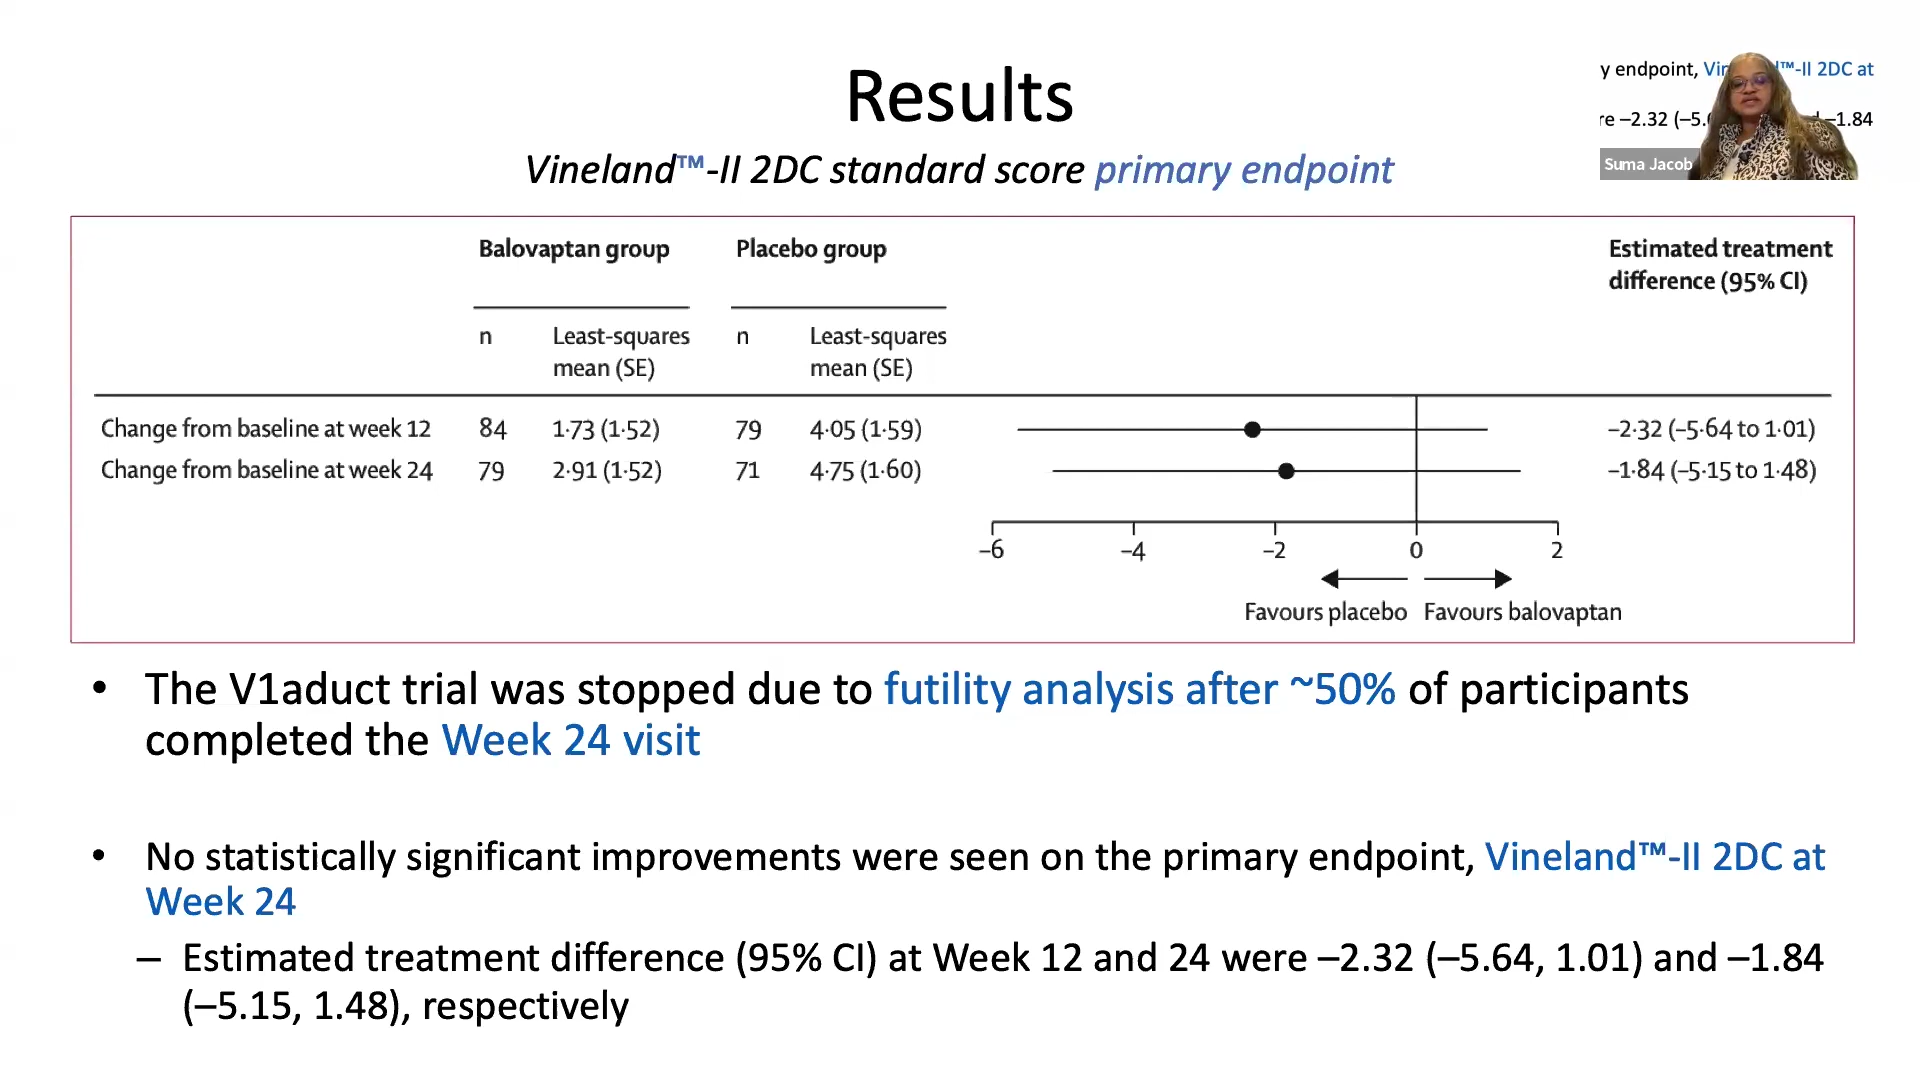 Results
Vineland™-II 2DC standard score primary endpoint
y endpoint, Vin ™-II 2DC at
re –2.32 (–5. –1.84
Suma Jacob
Balovaptan group Placebo group Estimated treatment
difference (95% CI)
n Least-squares n Least-squares
mean (SE) mean (SE)
Change from baseline at week 12 84 1·73 (1·52) 79 4·05 (1·59) –2·32 (–5·64 to 1·01)
Change from baseline at week 24 79 2·91 (1·52) 71 4·75 (1·60) –1·84 (–5·15 to 1·48)
–6 –4 –2 0 2
Favours placebo Favours balovaptan
• The V1aduct trial was stopped due to futility analysis after ~50% of participants
completed the Week 24 visit
• No statistically significant improvements were seen on the primary endpoint, Vineland™-II 2DC at
Week 24
– Estimated treatment difference (95% CI) at Week 12 and 24 were –2.32 (–5.64, 1.01) and –1.84
(–5.15, 1.48), respectively